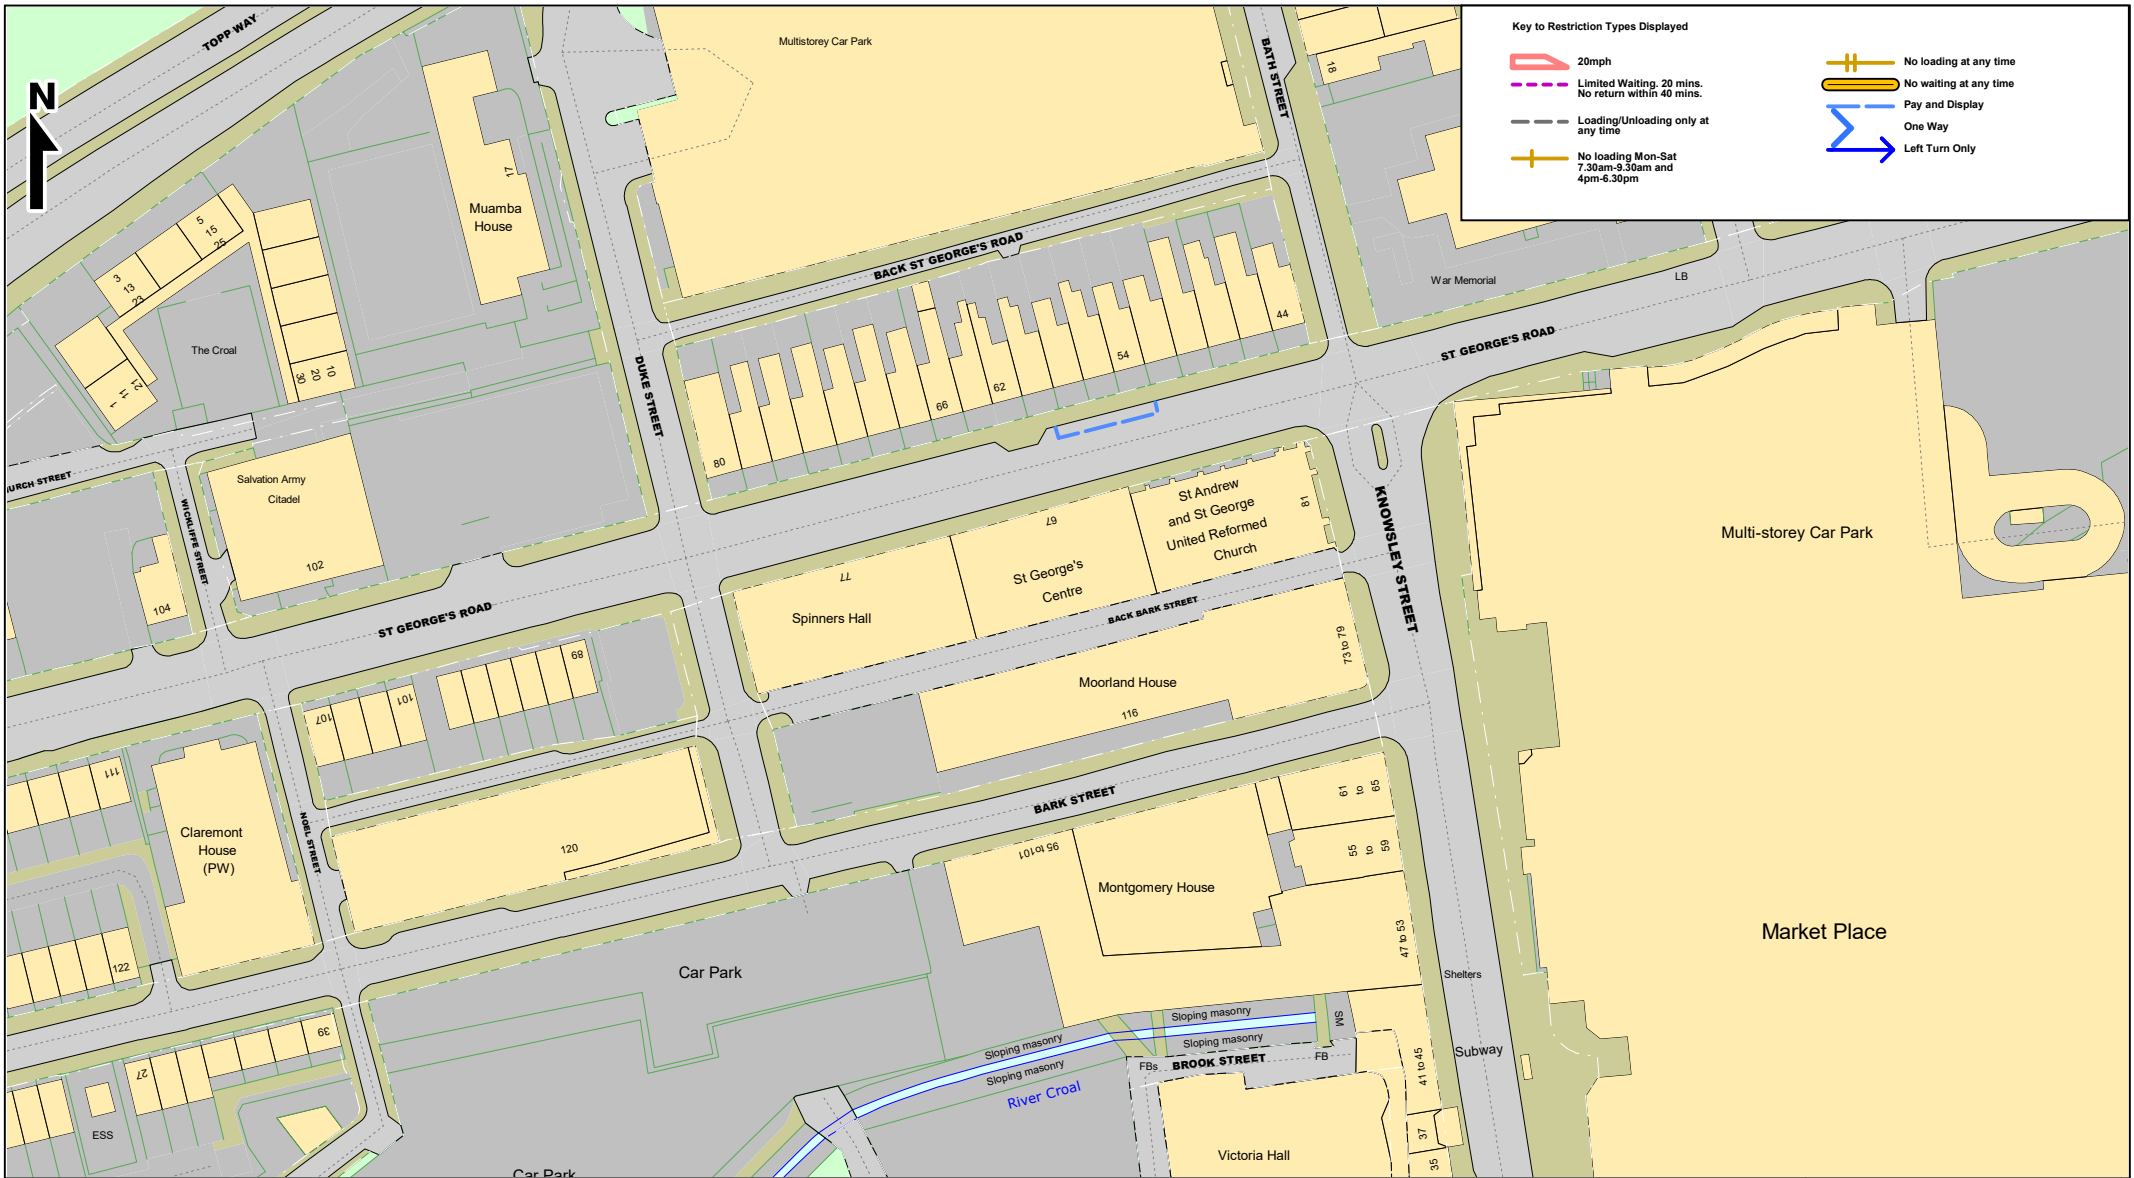 TOPP WAY
N
Multistorey Car Park
BATH STREET
18
Key to Restriction Types Displayed
20mph
Limited Waiting. 20 mins.
No return within 40 mins.
Loading/Unloading only at
any time
No loading Mon-Sat
7.30am-9.30am and
4pm-6.30pm
No loading at any time
No waiting at any time
Pay and Display
One Way
Left Turn Only
17
Muamba
House
5
15
25
3
13
23
The Croal
30
20
10
21
11
1
BACK ST GEORGE'S ROAD
War Memorial
LB
44
54
62
66
80
DUKE STREET
ST GEORGE'S ROAD
Salvation Army
Citadel
102
URCH STREET
WICKLIFFE STREET
104
ST GEORGE'S ROAD
77
Spinners Hall
67
St George's
Centre
St Andrew
and St George
United Reformed
Church
81
KNOWSLEY STREET
BACK BARK STREET
73 to 79
Moorland House
116
Multi-storey Car Park
89
101
107
111
Claremont
House
(PW)
NOEL STREET
120
BARK STREET
95 to 101
Montgomery House
61
to
65
55
to
59
47 to 53
Market Place
122
39
27
ESS
Car Park
Shelters
Subway
Sloping masonry
Sloping masonry
Sloping masonry
Sloping masonry
SM
FB
FBs
BROOK STREET
River Croal
41 to 45
37
35
Victoria Hall
Car Park